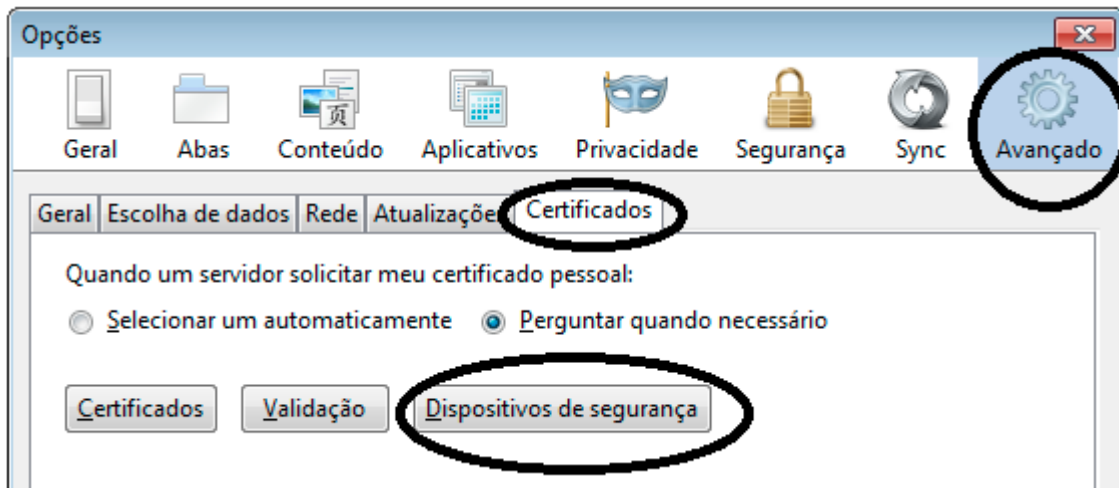 Opções
Geral Abas Conteúdo Aplicativos Privacidade Segurança Sync Avançado
Geral Escolha de dados Rede Atualizaçõe Certificados
Quando um servidor solicitar meu certificado pessoal:
Selecionar um automaticamente Perguntar quando necessário
Certificados Validação Dispositivos de segurança